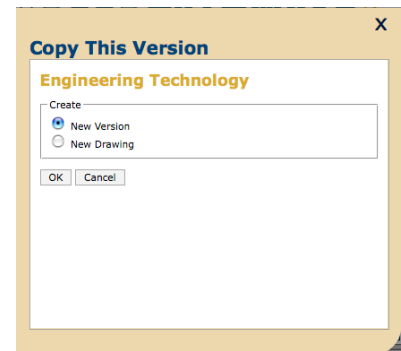 X
Copy This Version
Engineering Technology
Create
New Version
New Drawing
OK Cancel